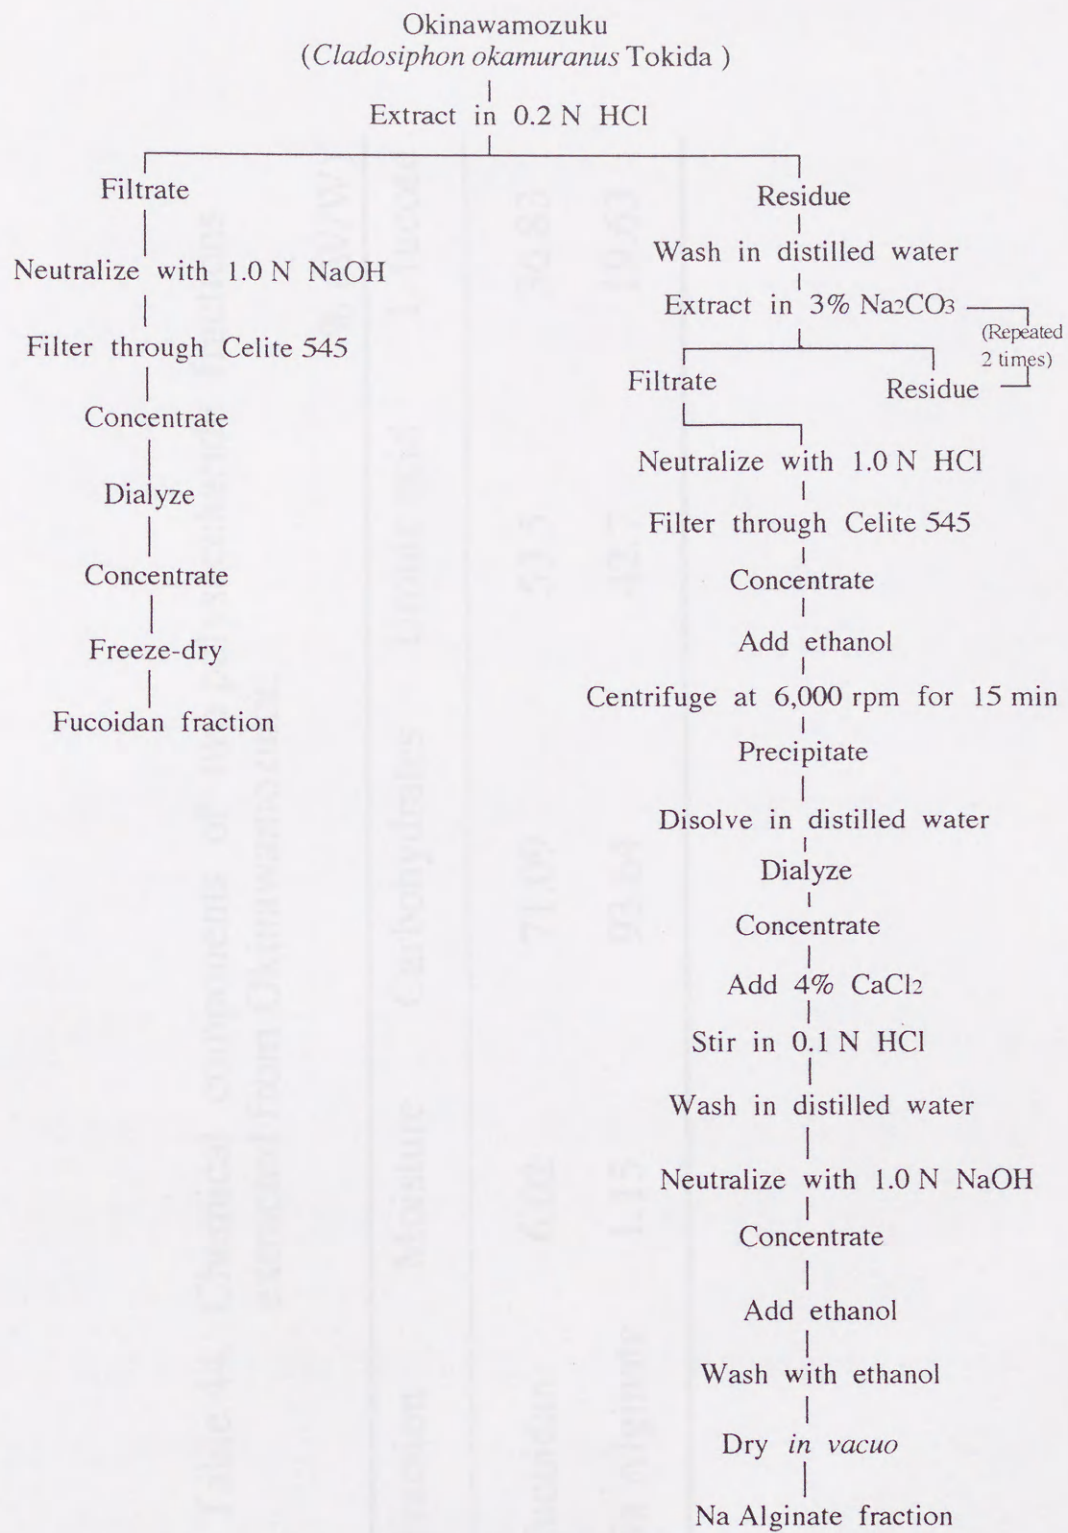 Okinawamozuku
(Cladosiphon okamuranus Tokida )
Extract in 0.2 N HCl
Filtrate
Neutralize with 1.0 N NaOH
Filter through Celite 545
Concentrate
Dialyze
Concentrate
Freeze-dry
Fucoidan fraction
Residue
Wash in distilled water
Extract in 3% Na2CO3
(Repeated
2 times)
Filtrate
Residue
Neutralize with 1.0 N HCl
Filter through Celite 545
Concentrate
Add ethanol
Centrifuge at 6,000 rpm for 15 min
Precipitate
Disolve in distilled water
Dialyze
Concentrate
Add 4% CaCl2
Stir in 0.1 N HCl
Wash in distilled water
Neutralize with 1.0 N NaOH
Concentrate
Add ethanol
Wash with ethanol
Dry in vacuo
Na Alginate fraction